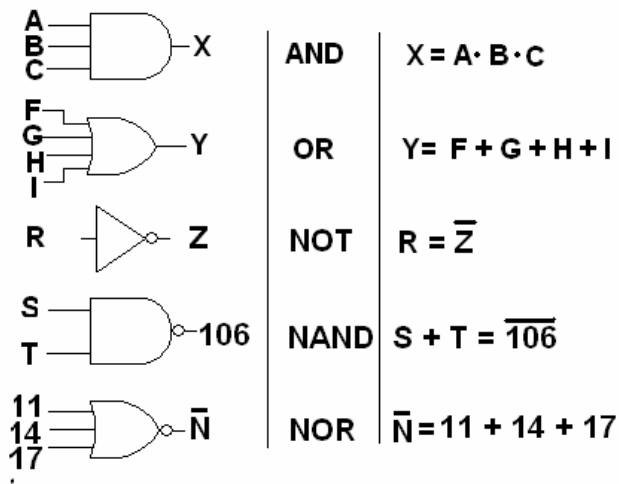 A
B
C
X AND X = A· B · C
F
G
H
I
Y OR Y= F + G + H + I
R Z NOT R = Z̅
S
T
106 NAND S + T = 1̅0̅6̅
11
14
17
N̅ NOR N̅ = 11 + 14 + 17